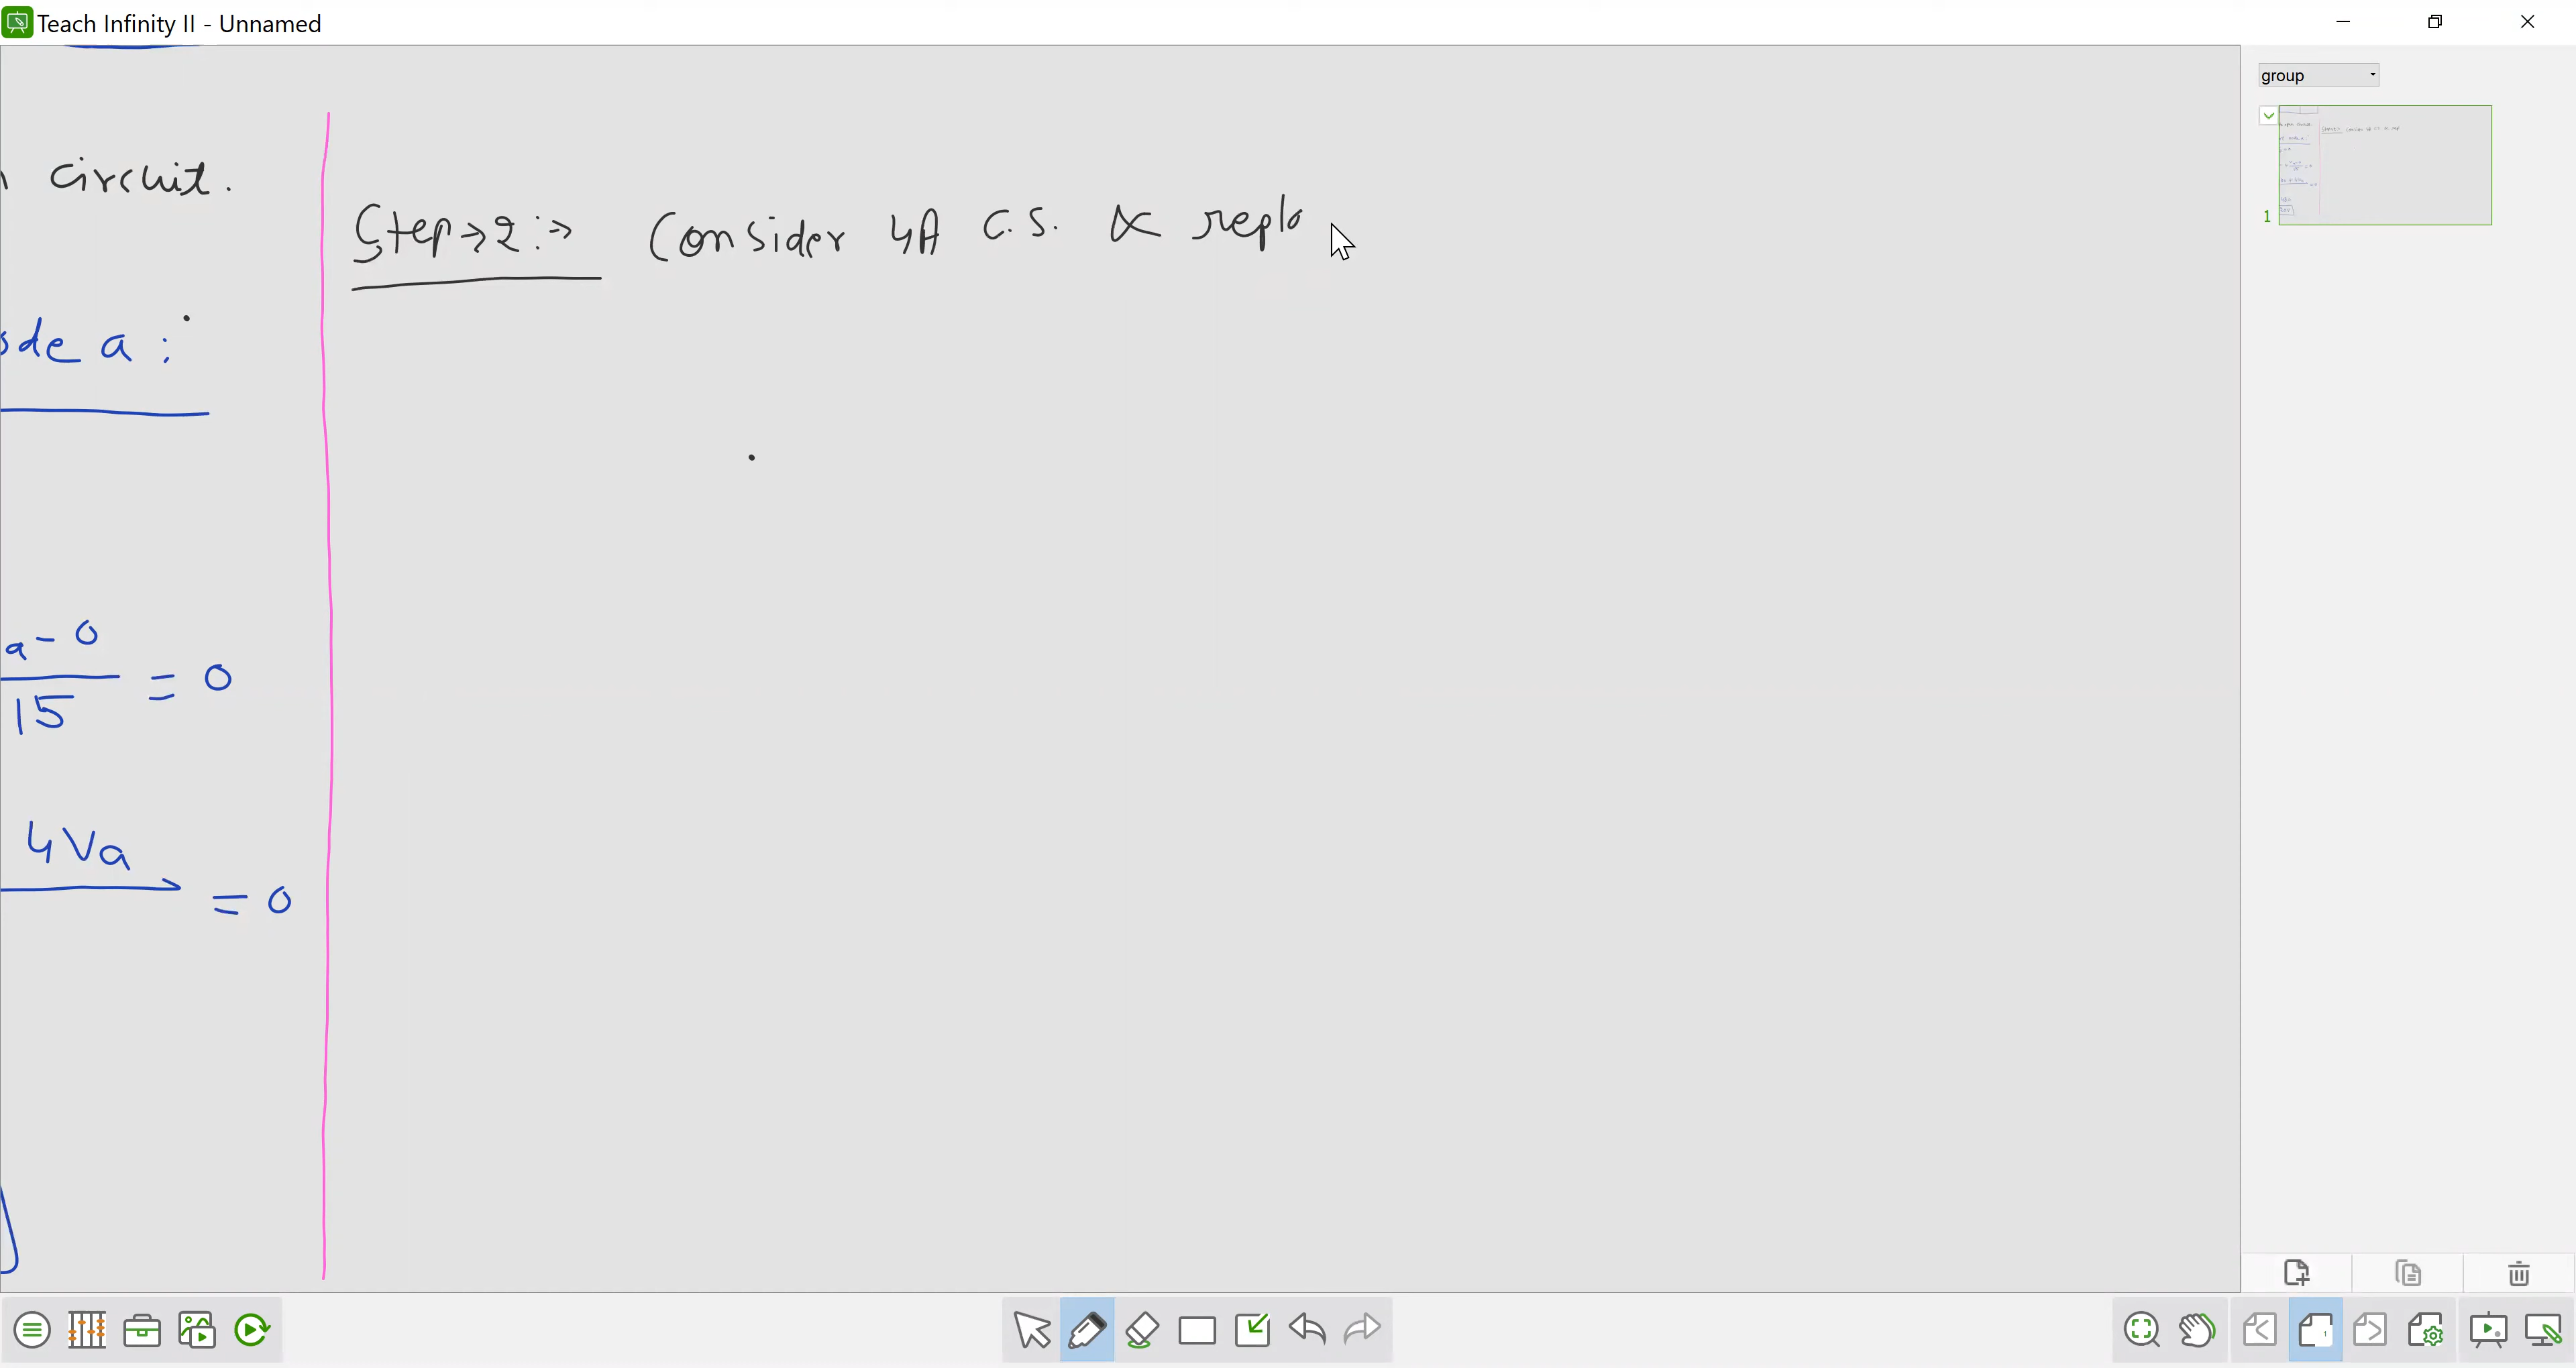 Teach Infinity II - Unnamed
group
circuit.
Step→2:→ Consider 4A C.S. & repla
de a :
a - 0
15
= 0
4Va
= 0
1